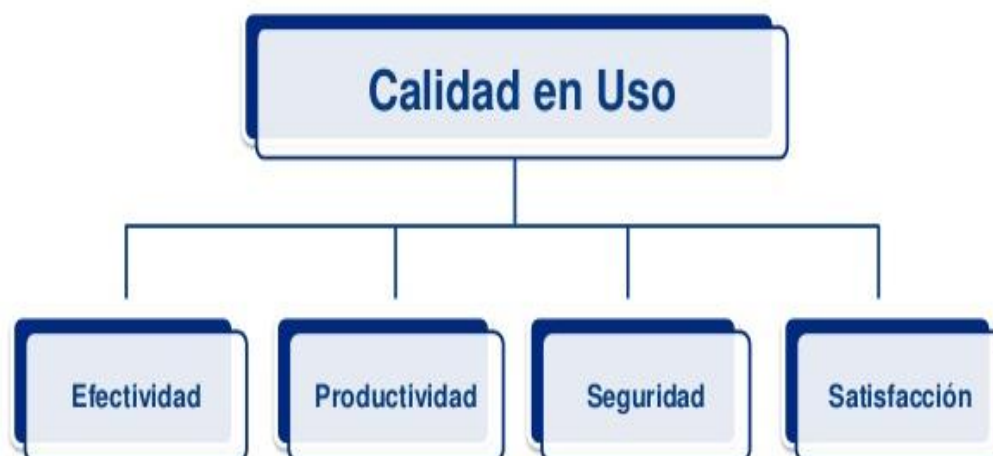 Calidad en Uso
Efectividad
Productividad
Seguridad
Satisfacción